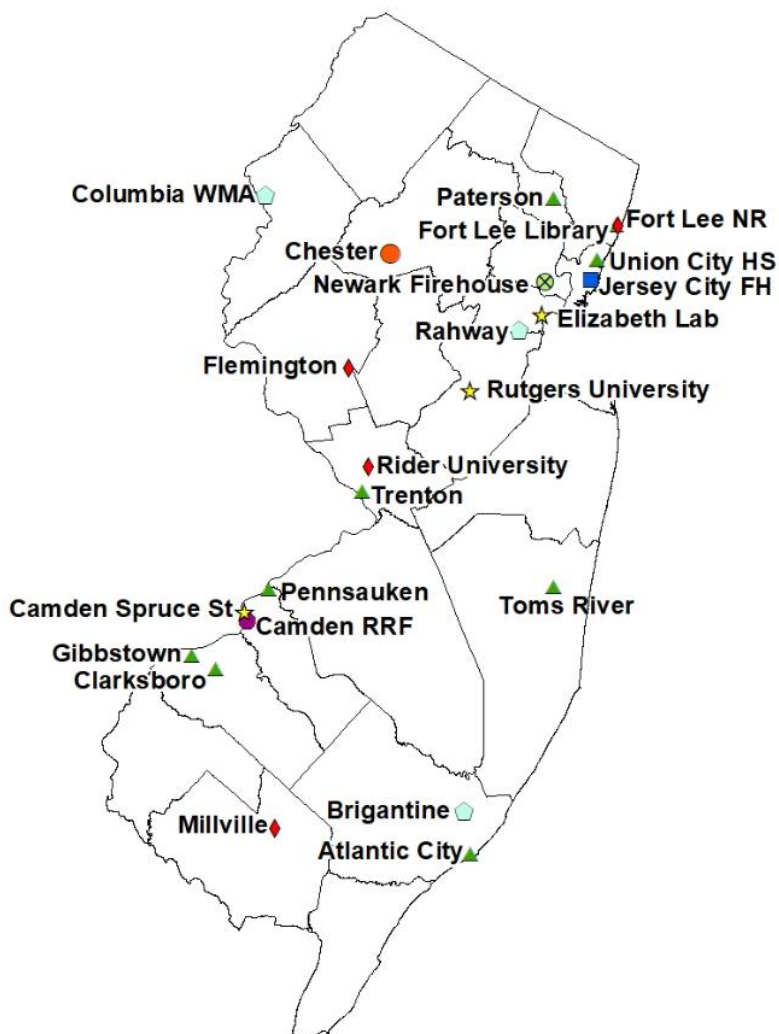 Columbia WMA
Paterson
Fort Lee NR
Fort Lee Library
Chester
Union City HS
Newark Firehouse
Jersey City FH
Elizabeth Lab
Rahway
Flemington
Rutgers University
Rider University
Trenton
Pennsauken
Toms River
Camden Spruce St
Camden RRF
Gibbstown
Clarksboro
Brigantine
Millville
Atlantic City